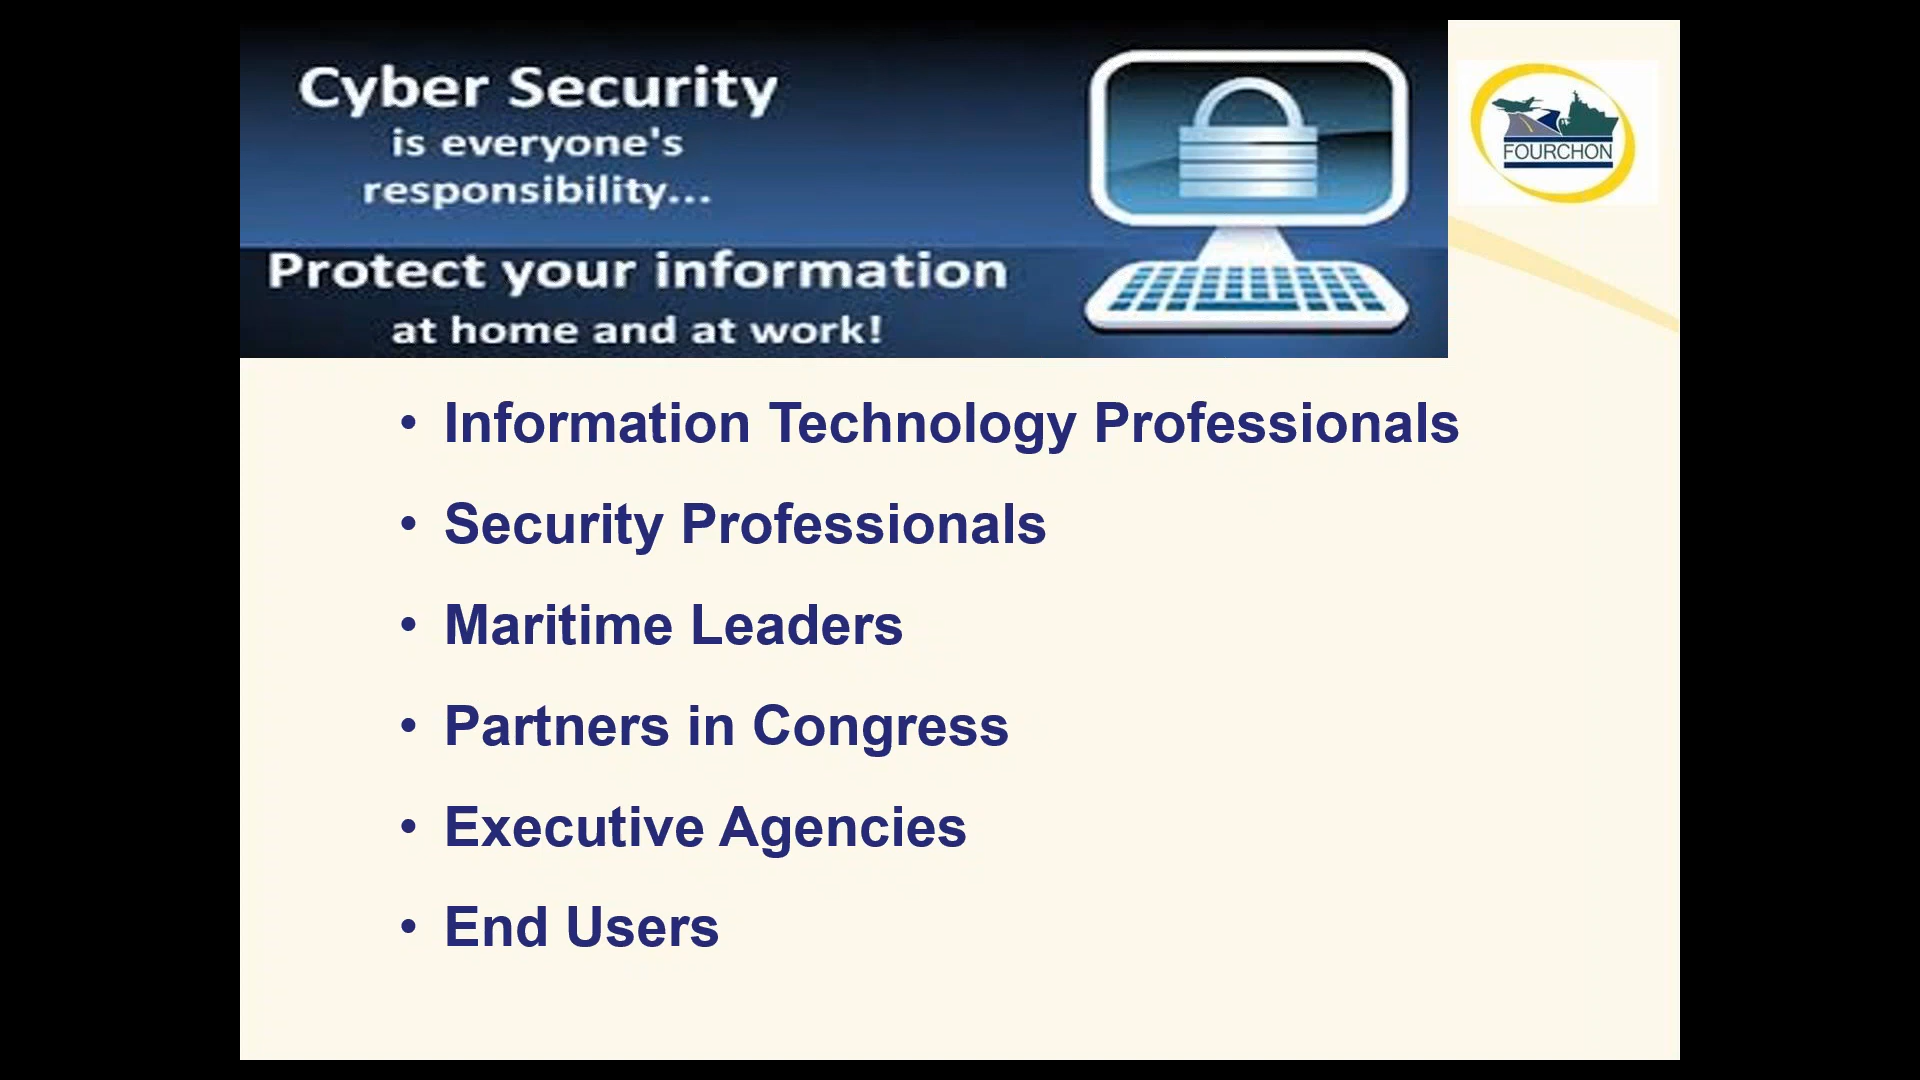 Cyber Security
is everyone's
responsibility...
Protect your information
at home and at work!
FOURCHON
• Information Technology Professionals
• Security Professionals
• Maritime Leaders
• Partners in Congress
• Executive Agencies
• End Users